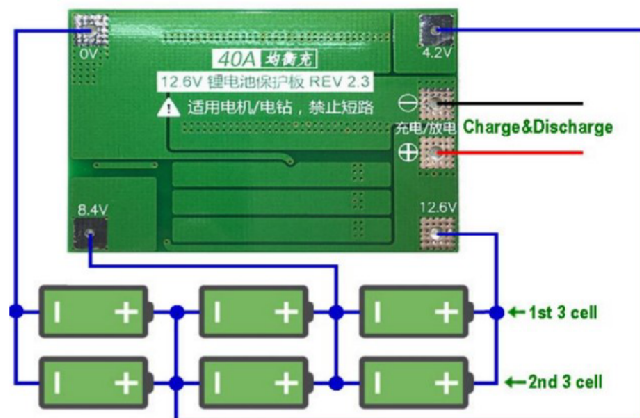 0V
4.2V
40A 均衡充
12.6V 锂电池保护板 REV 2.3
适用电机/电钻，禁止短路
充电/放电
Charge&Discharge
8.4V
12.6V
1st 3 cell
2nd 3 cell